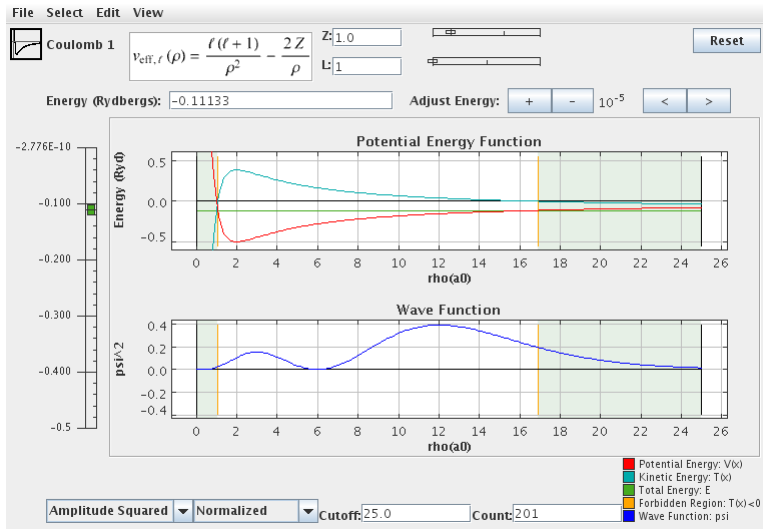 File Select Edit View
Coulomb 1
v_eff,ℓ (ρ) = ℓ(ℓ + 1) / ρ² − 2 Z / ρ
Z: 1.0
L: 1
Reset
Energy (Rydbergs): -0.11133 Adjust Energy: + - 10⁻⁵ < >
-2.776E-10
-0.100
-0.200
-0.300
-0.400
-0.5
Potential Energy Function
Energy (Ryd)
0.5
0.0
-0.5
0 2 4 6 8 10 12 14 16 18 20 22 24 26
rho(a0)
Wave Function
psi^2
0.4
0.2
0.0
-0.2
-0.4
0 2 4 6 8 10 12 14 16 18 20 22 24 26
rho(a0)
Potential Energy: V(x)
Kinetic Energy: T(x)
Total Energy: E
Forbidden Region: T(x)<0
Wave Function: psi
Amplitude Squared Normalized Cutoff: 25.0 Count: 201